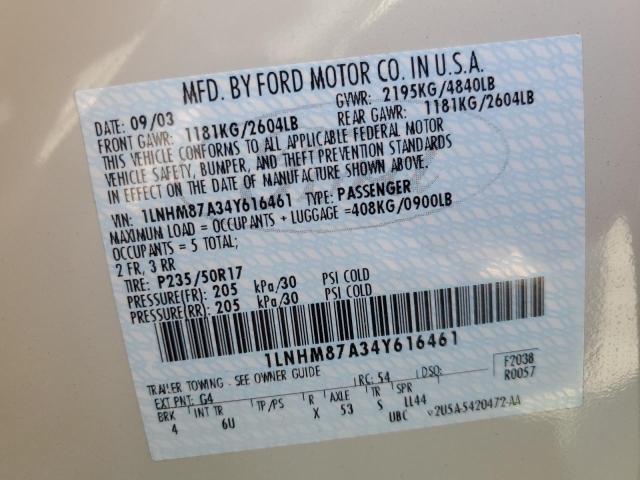 MFD. BY FORD MOTOR CO. IN U.S.A.
DATE: 09/03 GVWR: 2195KG/4840LB
FRONT GAWR: 1181KG/2604LB REAR GAWR: 1181KG/2604LB
THIS VEHICLE CONFORMS TO ALL APPLICABLE FEDERAL MOTOR
VEHICLE SAFETY, BUMPER, AND THEFT PREVENTION STANDARDS
IN EFFECT ON THE DATE OF MANUFACTURE SHOWN ABOVE.
VIN: 1LNHM87A34Y616461 TYPE: PASSENGER
MAXIMUM LOAD = OCCUPANTS + LUGGAGE =408KG/0900LB
OCCUPANTS = 5 TOTAL;
2 FR, 3 RR
TIRE: P235/50R17
PRESSURE(FR): 205 kPa/30 PSI COLD
PRESSURE(RR): 205 kPa/30 PSI COLD
1LNHM87A34Y616461
TRAILER TOWING - SEE OWNER GUIDE F2038
EXT PNT: G4 RC: 54 DSO: R0057
BRK INT TR TP/PS R AXLE TR SPR
4 6U X 53 S LL44
UBC 2U5A-5420472-AA